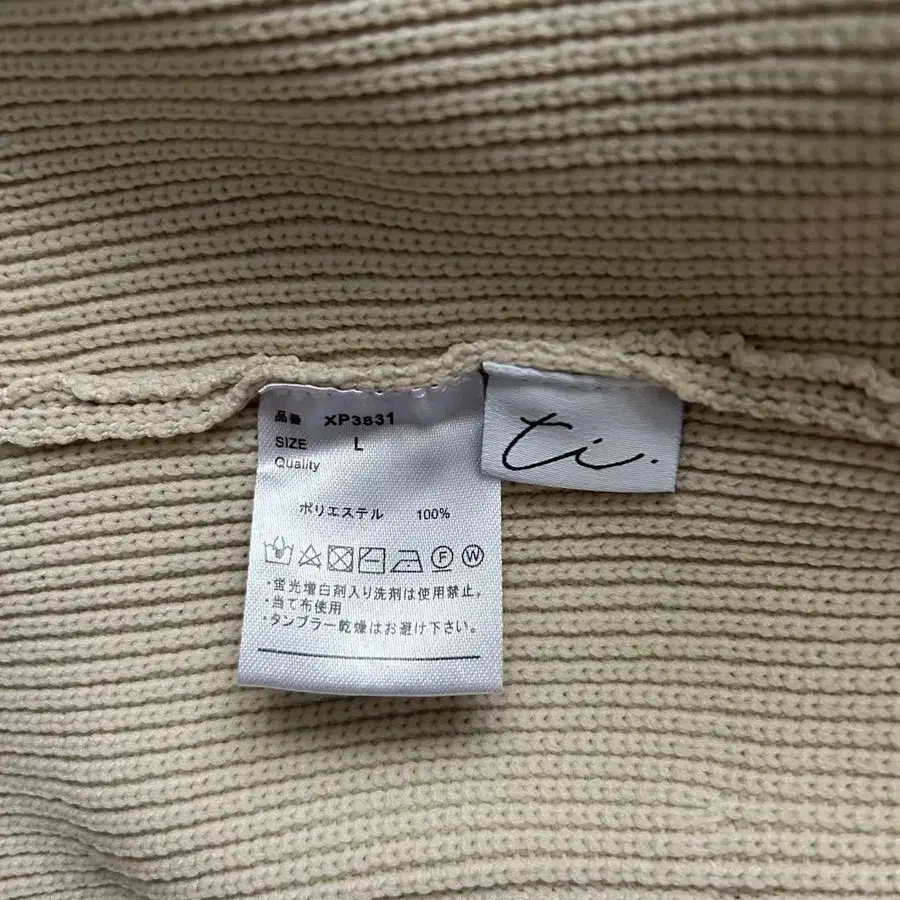 品番 XP3831
SIZE L
Quality
ポリエステル 100%
F W
・蛍光増白剤入り洗剤は使用禁止。
・当て布使用
・タンブラー乾燥はお避け下さい。
ti.